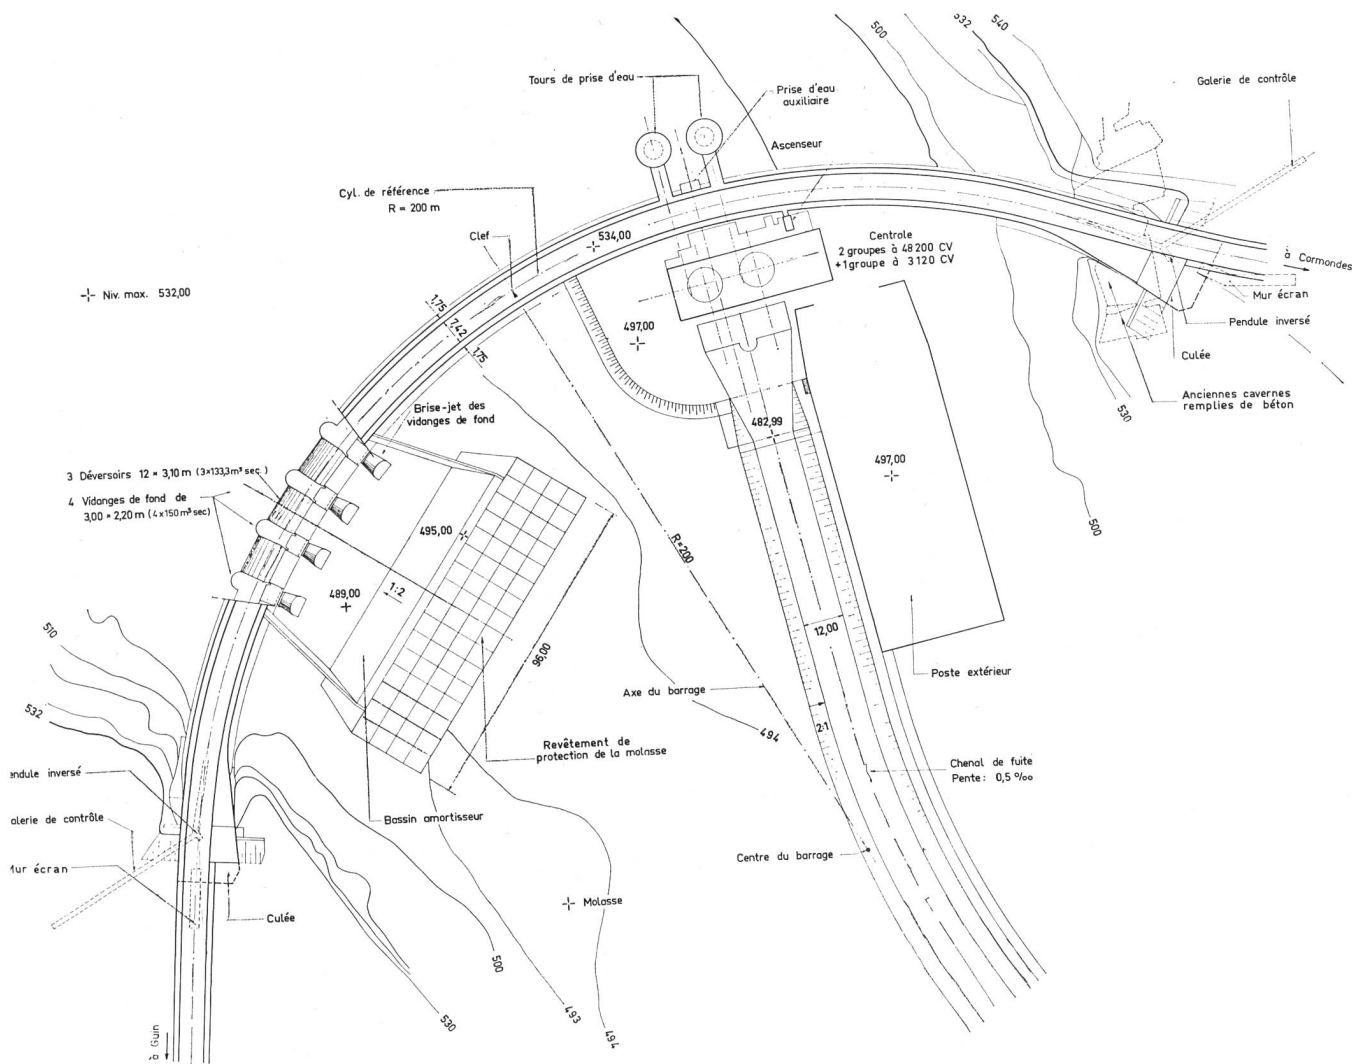 532
540
500
Galerie de contrôle
Tours de prise d'eau
Prise d'eau
auxiliaire
Ascenseur
Cyl. de référence
R = 200 m
Clef
534,00
Centrale
2 groupes à 48 200 CV
+1 groupe à 3 120 CV
à Cormondes
Niv. max. 532,00
Mur écran
1,75
7,42
1,75
497,00
Pendule inversé
Culée
Anciennes cavernes
remplies de béton
530
Brise-jet des
vidanges de fond
482,99
497,00
3 Déversoirs 12 × 3,10 m (3×133,3 m³ sec.)
4 Vidanges de fond de
3,00 × 2,20 m (4×150 m³ sec)
500
495,00
R=200
489,00
1:2
510
12,00
96,00
Poste extérieur
Axe du barrage
532
494
2:1
Revêtement de
protection de la molasse
Chenal de fuite
Pente : 0,5 ‰
endule inversé
Bassin amortisseur
alerie de contrôle
Centre du barrage
Mur écran
Culée
Molasse
500
493
494
530
à Guin